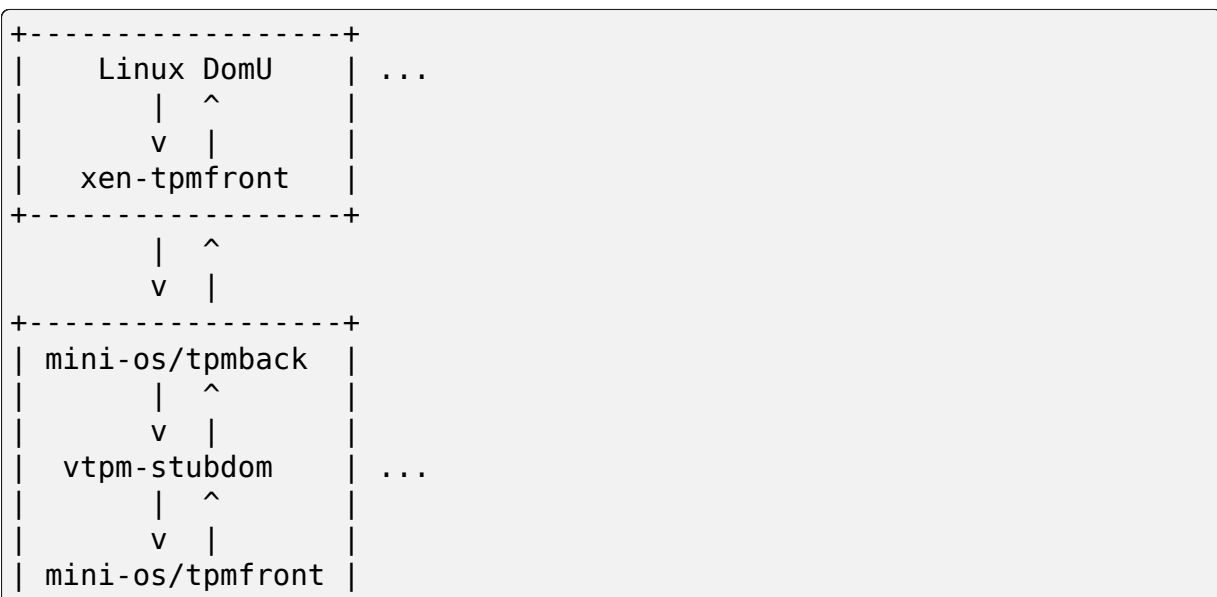 +------------------+
|    Linux DomU    | ...
|       |  ^       |
|       v  |       |
|   xen-tpmfront   |
+------------------+
        |  ^
        v  |
+------------------+
| mini-os/tpmback  |
|       |  ^       |
|       v  |       |
|  vtpm-stubdom    | ...
|       |  ^       |
|       v  |       |
| mini-os/tpmfront |